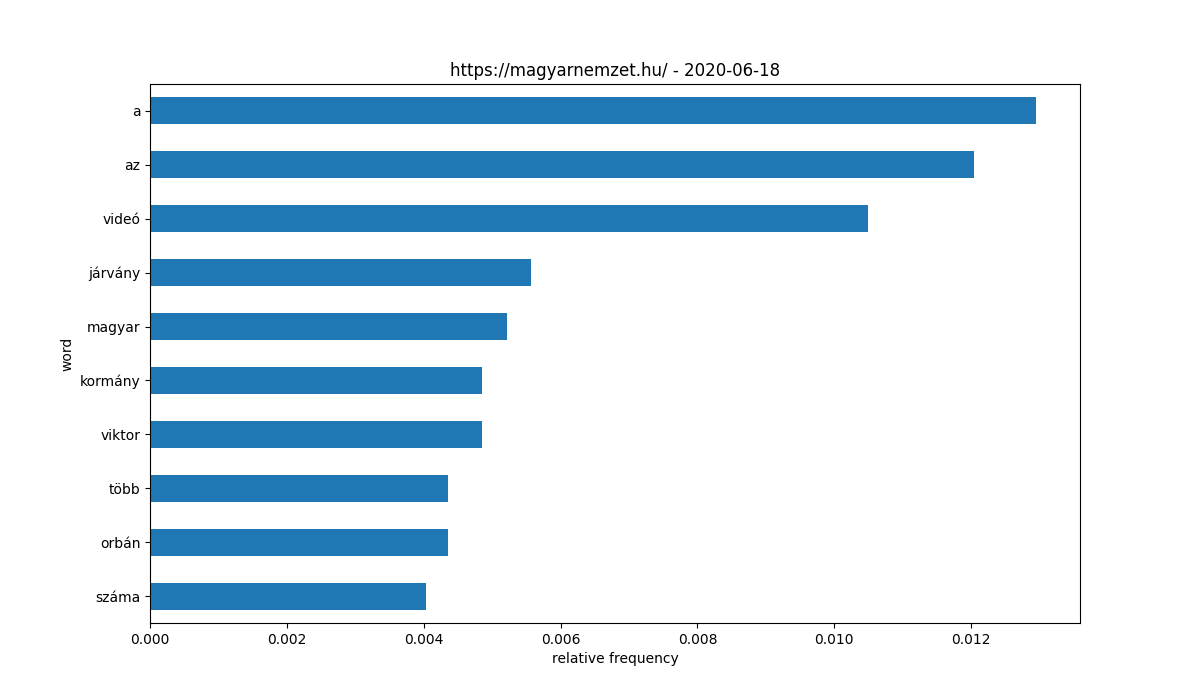 https://magyarnemzet.hu/ - 2020-06-18
a
az
videó
járvány
magyar
kormány
viktor
több
orbán
száma
word
0.000 0.002 0.004 0.006 0.008 0.010 0.012
relative frequency